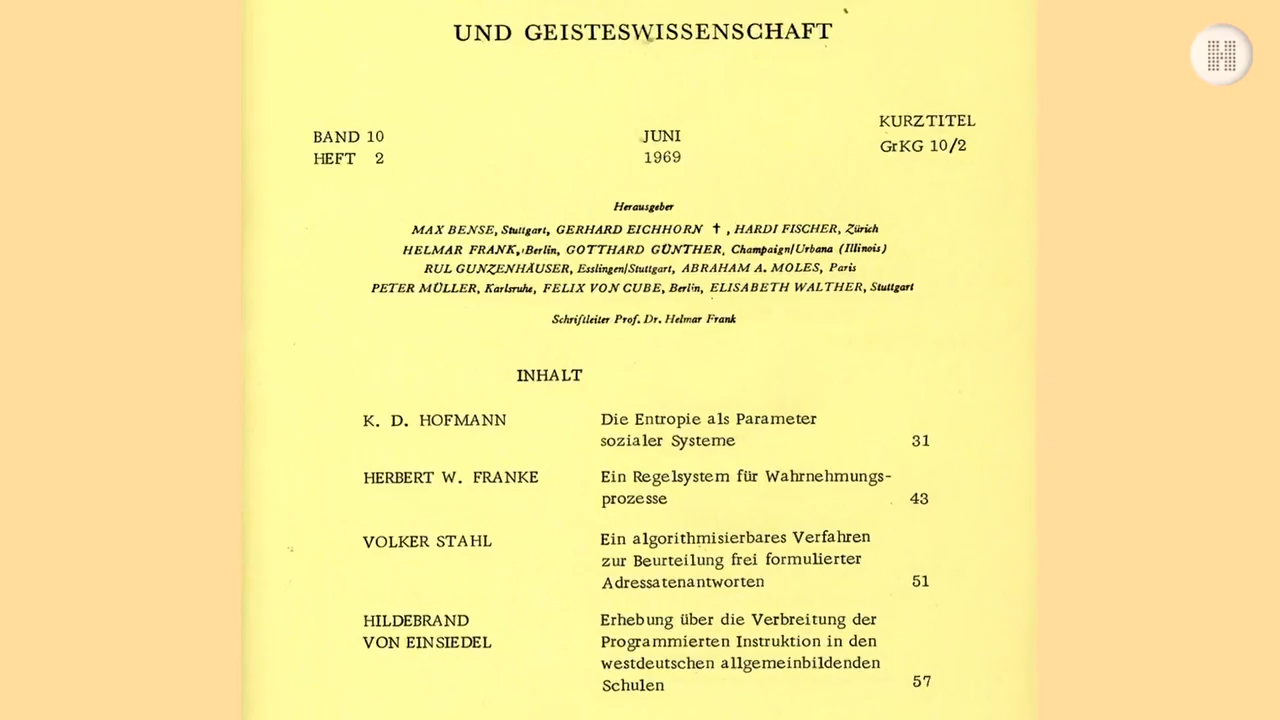 UND GEISTESWISSENSCHAFT
BAND 10
HEFT 2
JUNI
1969
KURZTITEL
GrKG 10/2
Herausgeber
MAX BENSE, Stuttgart, GERHARD EICHHORN ✝, HARDI FISCHER, Zürich
HELMAR FRANK, Berlin, GOTTHARD GÜNTHER, Champaign/Urbana (Illinois)
RUL GUNZENHÄUSER, Esslingen/Stuttgart, ABRAHAM A. MOLES, Paris
PETER MÜLLER, Karlsruhe, FELIX VON CUBE, Berlin, ELISABETH WALTHER, Stuttgart
Schriftleiter Prof. Dr. Helmar Frank
INHALT
K. D. HOFMANN
Die Entropie als Parameter
sozialer Systeme 31
HERBERT W. FRANKE
Ein Regelsystem für Wahrnehmungs-
prozesse 43
VOLKER STAHL
Ein algorithmisierbares Verfahren
zur Beurteilung frei formulierter
Adressatenantworten 51
HILDEBRAND
VON EINSIEDEL
Erhebung über die Verbreitung der
Programmierten Instruktion in den
westdeutschen allgemeinbildenden
Schulen 57
H